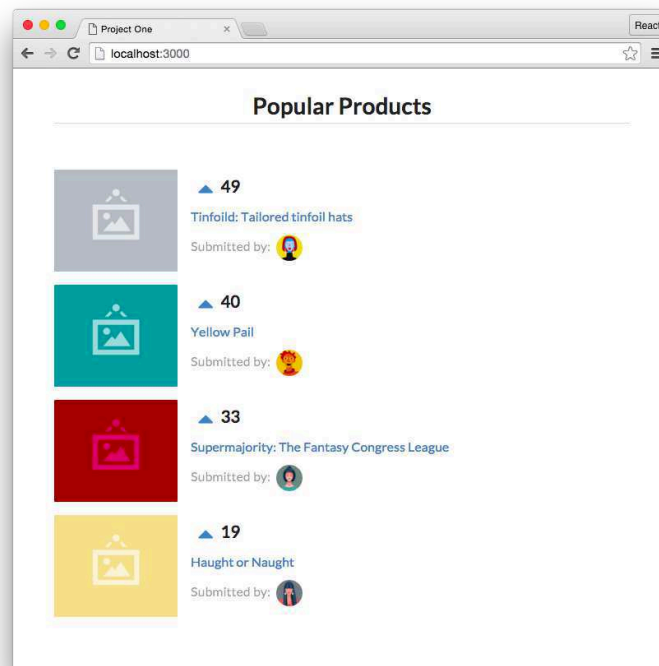 Project One
React
localhost:3000
Popular Products
49
Tinfoild: Tailored tinfoil hats
Submitted by:
40
Yellow Pail
Submitted by:
33
Supermajority: The Fantasy Congress League
Submitted by:
19
Haught or Naught
Submitted by: